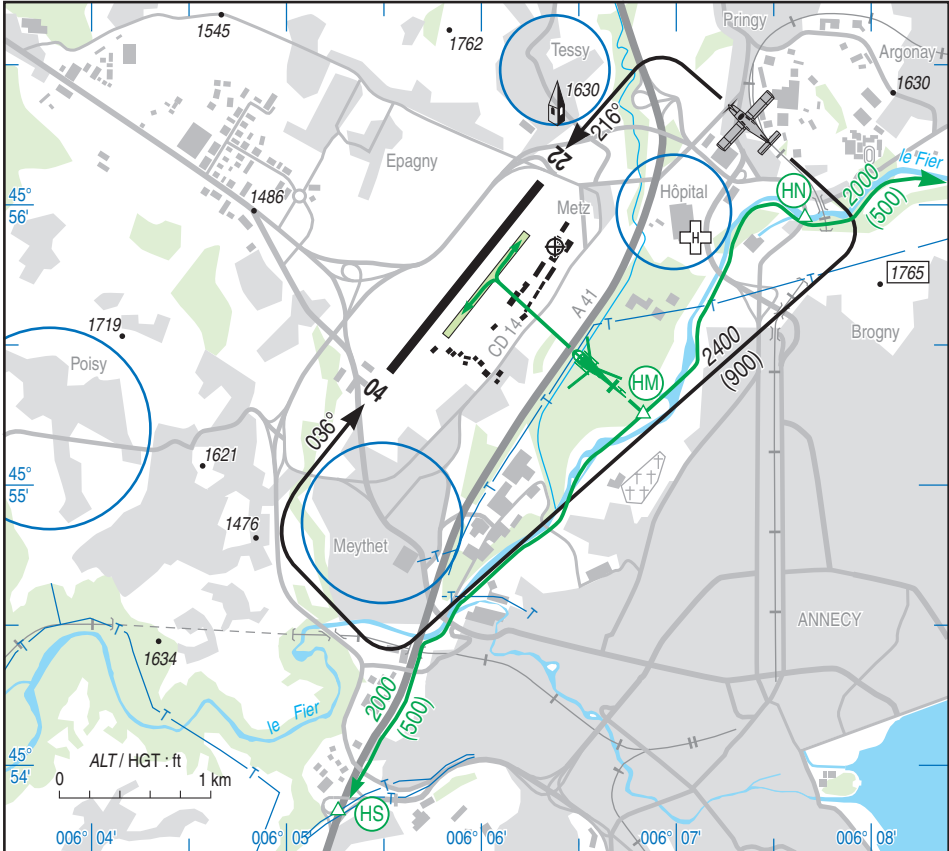 1545
1762
Pringy
Tessy
Argonay
1630
1630
216°
22
Epagny
le Fier
2000
(500)
HN
Hôpital
H
45°
56'
1486
Metz
T
1765
A 41
T
Brogny
1719
CD 14
2400
(900)
Poisy
HM
04
036°
T
1621
45°
55'
T
1476
Meythet
T
T
T
ANNECY
T
1634
2000
(500)
T
le Fier
45°
54'
ALT / HGT : ft
0 1 km
T
T
T
HS
006° 04' 006° 05' 006° 06' 006° 07' 006° 08'